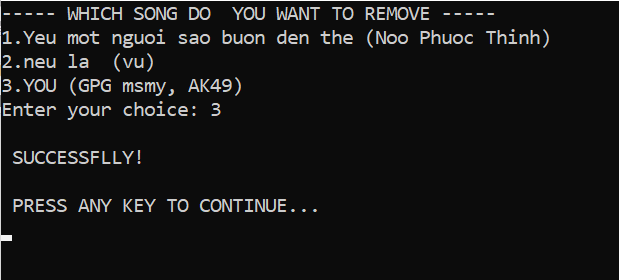 ----- WHICH SONG DO  YOU WANT TO REMOVE -----
1.Yeu mot nguoi sao buon den the (Noo Phuoc Thinh)
2.neu la  (vu)
3.YOU (GPG msmy, AK49)
Enter your choice: 3
SUCCESSFLLY!
PRESS ANY KEY TO CONTINUE...